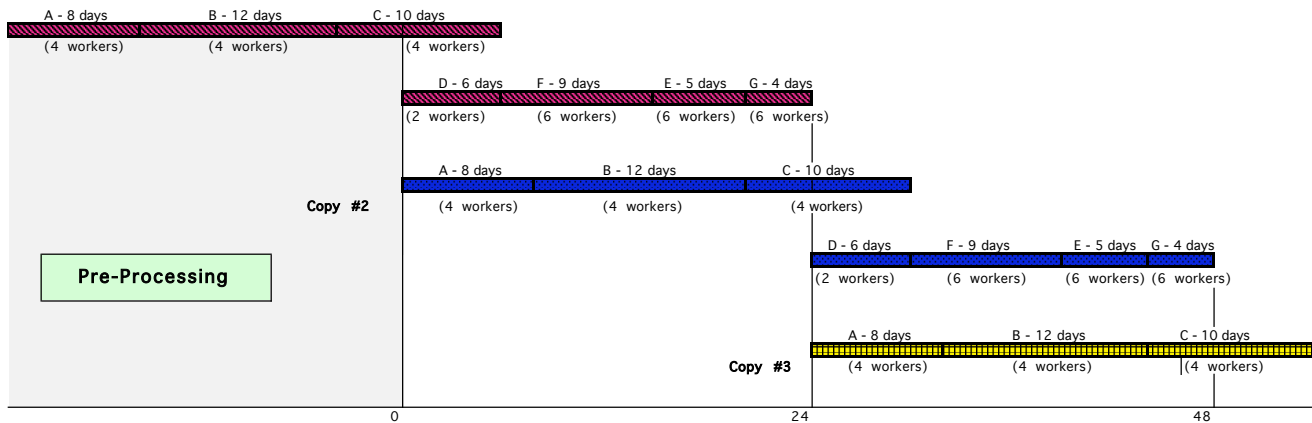 A - 8 days B - 12 days C - 10 days
(4 workers) (4 workers) (4 workers)
D - 6 days F - 9 days E - 5 days G - 4 days
(2 workers) (6 workers) (6 workers) (6 workers)
A - 8 days B - 12 days C - 10 days
Copy #2 (4 workers) (4 workers) (4 workers)
D - 6 days F - 9 days E - 5 days G - 4 days
Pre-Processing (2 workers) (6 workers) (6 workers) (6 workers)
A - 8 days B - 12 days C - 10 days
Copy #3 (4 workers) (4 workers) (4 workers)
0 24 48